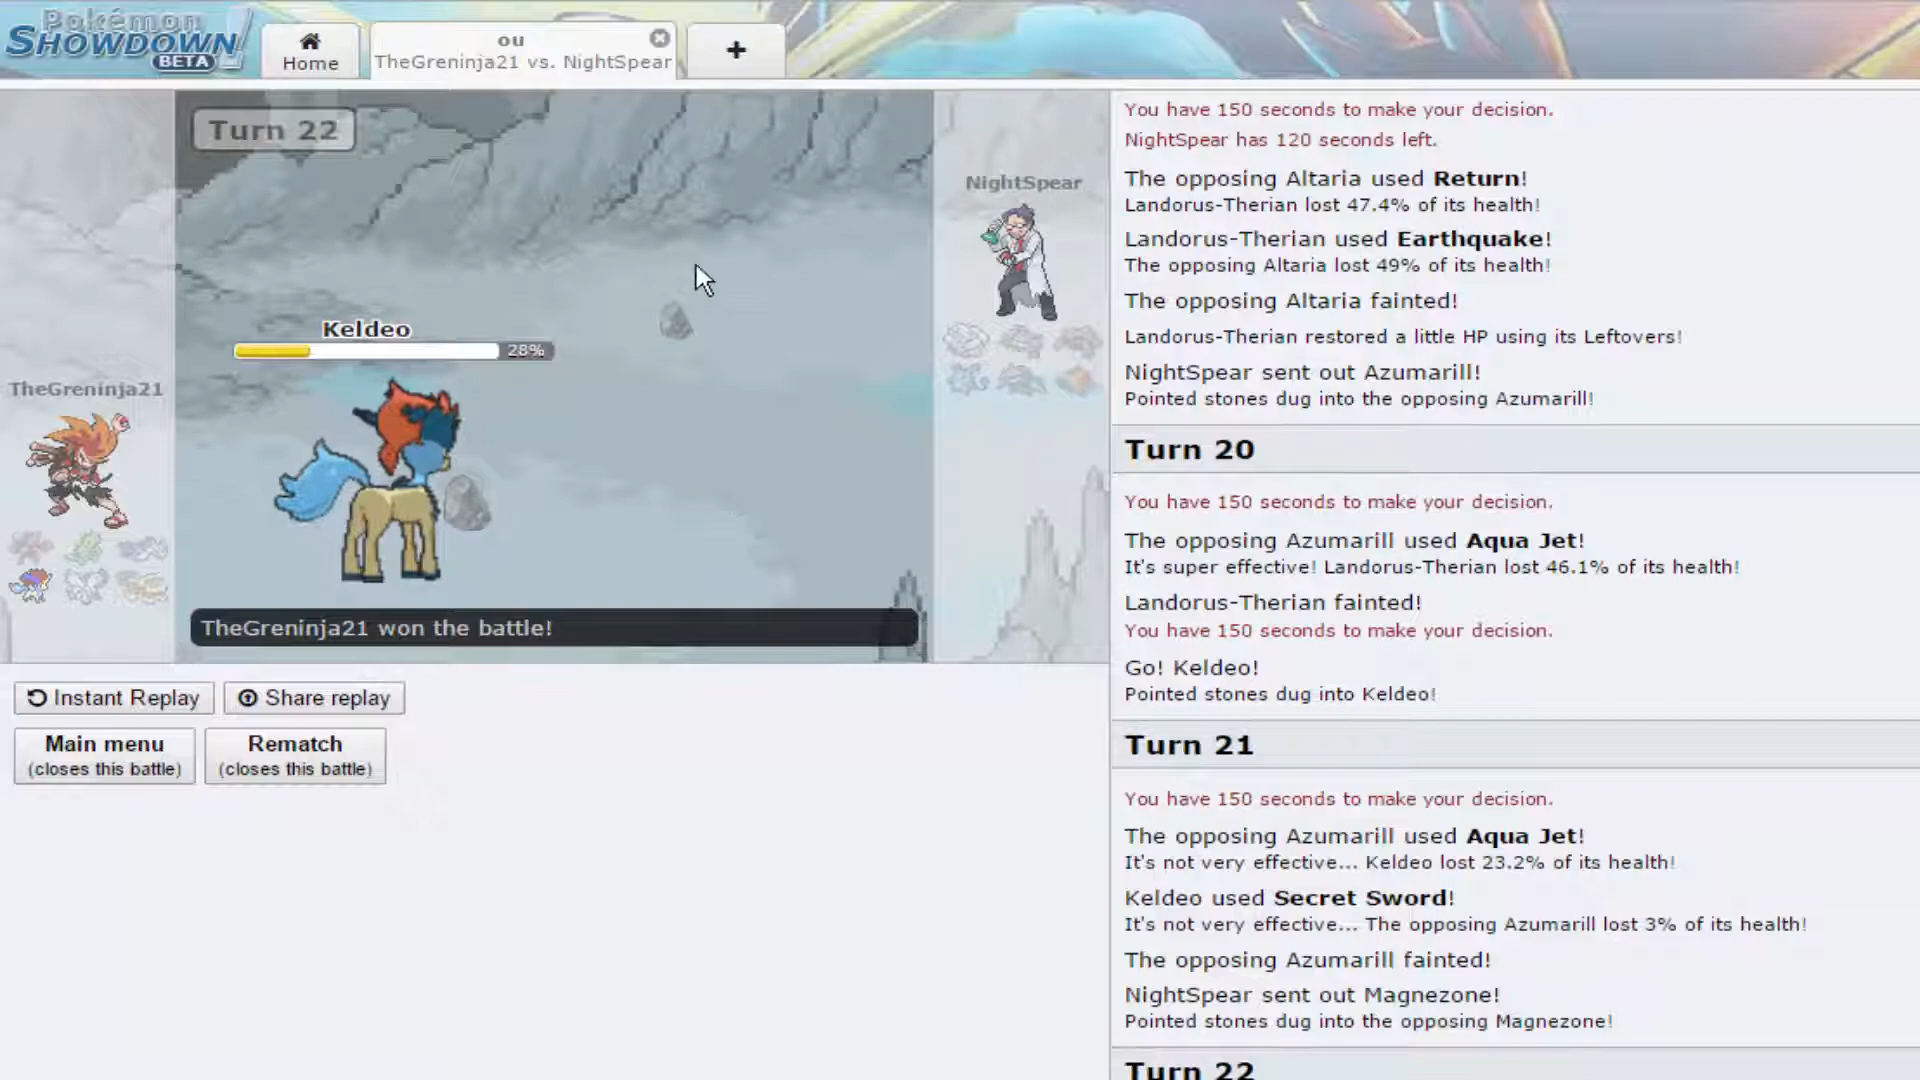 Pokémon
SHOWDOWN!
BETA
Home
ou
TheGreninja21 vs. NightSpear
+
Turn 22
NightSpear
Keldeo
28%
TheGreninja21
TheGreninja21 won the battle!
Instant Replay
Share replay
Main menu
(closes this battle)
Rematch
(closes this battle)
You have 150 seconds to make your decision.
NightSpear has 120 seconds left.
The opposing Altaria used Return!
Landorus-Therian lost 47.4% of its health!
Landorus-Therian used Earthquake!
The opposing Altaria lost 49% of its health!
The opposing Altaria fainted!
Landorus-Therian restored a little HP using its Leftovers!
NightSpear sent out Azumarill!
Pointed stones dug into the opposing Azumarill!
Turn 20
You have 150 seconds to make your decision.
The opposing Azumarill used Aqua Jet!
It's super effective! Landorus-Therian lost 46.1% of its health!
Landorus-Therian fainted!
You have 150 seconds to make your decision.
Go! Keldeo!
Pointed stones dug into Keldeo!
Turn 21
You have 150 seconds to make your decision.
The opposing Azumarill used Aqua Jet!
It's not very effective... Keldeo lost 23.2% of its health!
Keldeo used Secret Sword!
It's not very effective... The opposing Azumarill lost 3% of its health!
The opposing Azumarill fainted!
NightSpear sent out Magnezone!
Pointed stones dug into the opposing Magnezone!
Turn 22